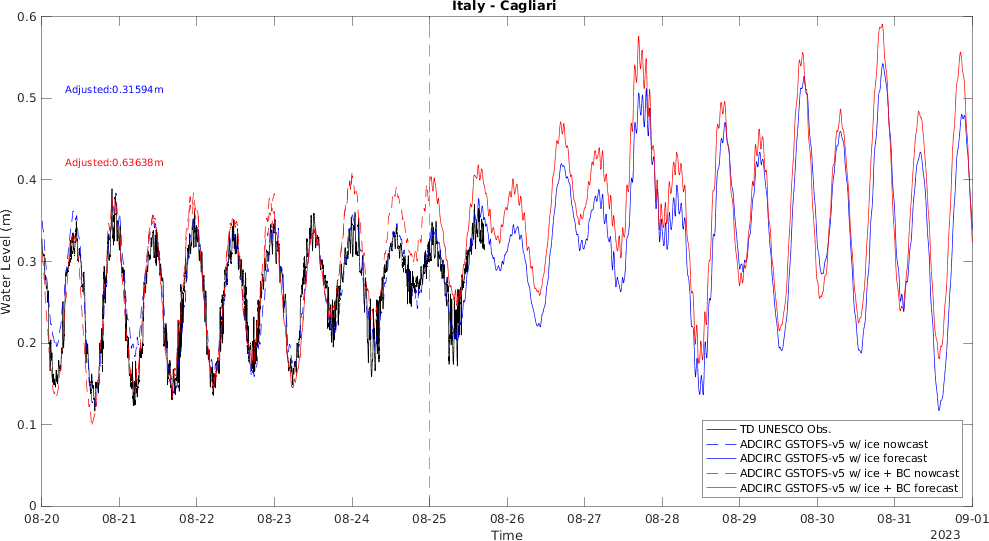 Italy - Cagliari
0.6
0.5
0.4
0.3
0.2
0.1
0
Water Level (m)
Adjusted:0.31594m
Adjusted:0.63638m
TD UNESCO Obs.
ADCIRC GSTOFS-v5 w/ ice nowcast
ADCIRC GSTOFS-v5 w/ ice forecast
ADCIRC GSTOFS-v5 w/ ice + BC nowcast
ADCIRC GSTOFS-v5 w/ ice + BC forecast
08-20 08-21 08-22 08-23 08-24 08-25 08-26 08-27 08-28 08-29 08-30 08-31 09-01
Time
2023